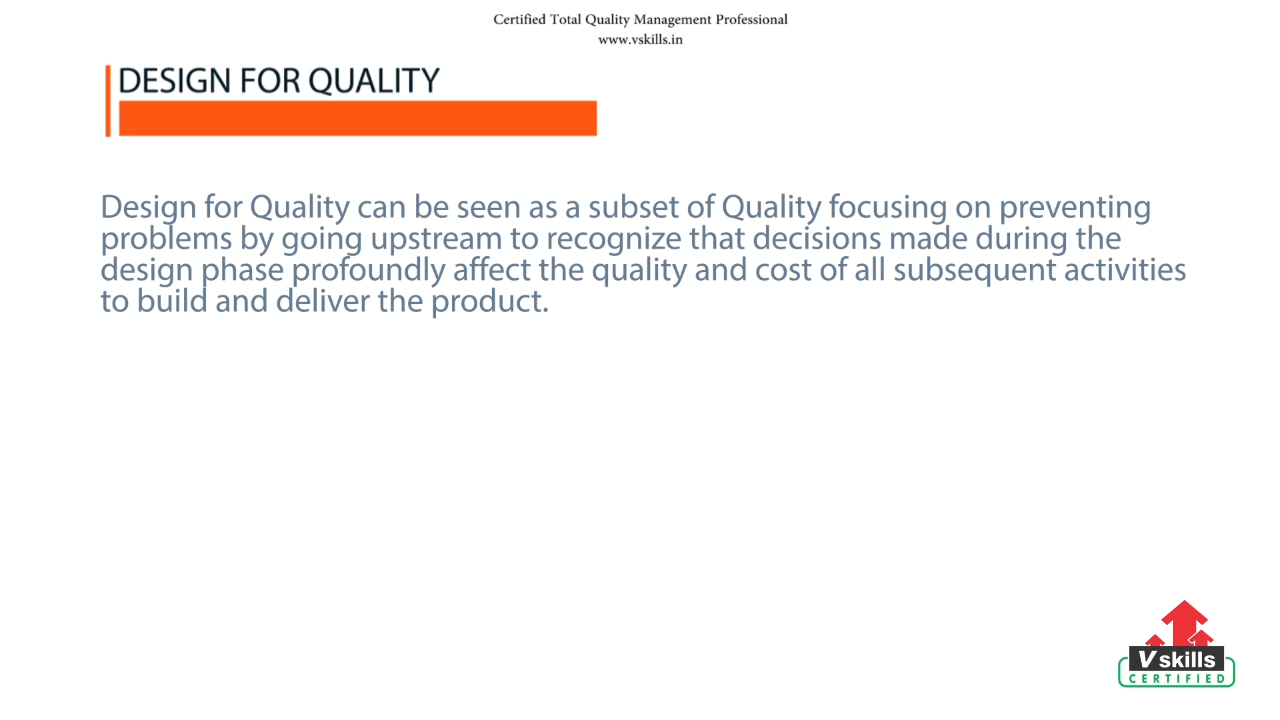 Certified Total Quality Management Professional
www.vskills.in
DESIGN FOR QUALITY
Design for Quality can be seen as a subset of Quality focusing on preventing
problems by going upstream to recognize that decisions made during the
design phase profoundly affect the quality and cost of all subsequent activities
to build and deliver the product.
V skills
CERTIFIED